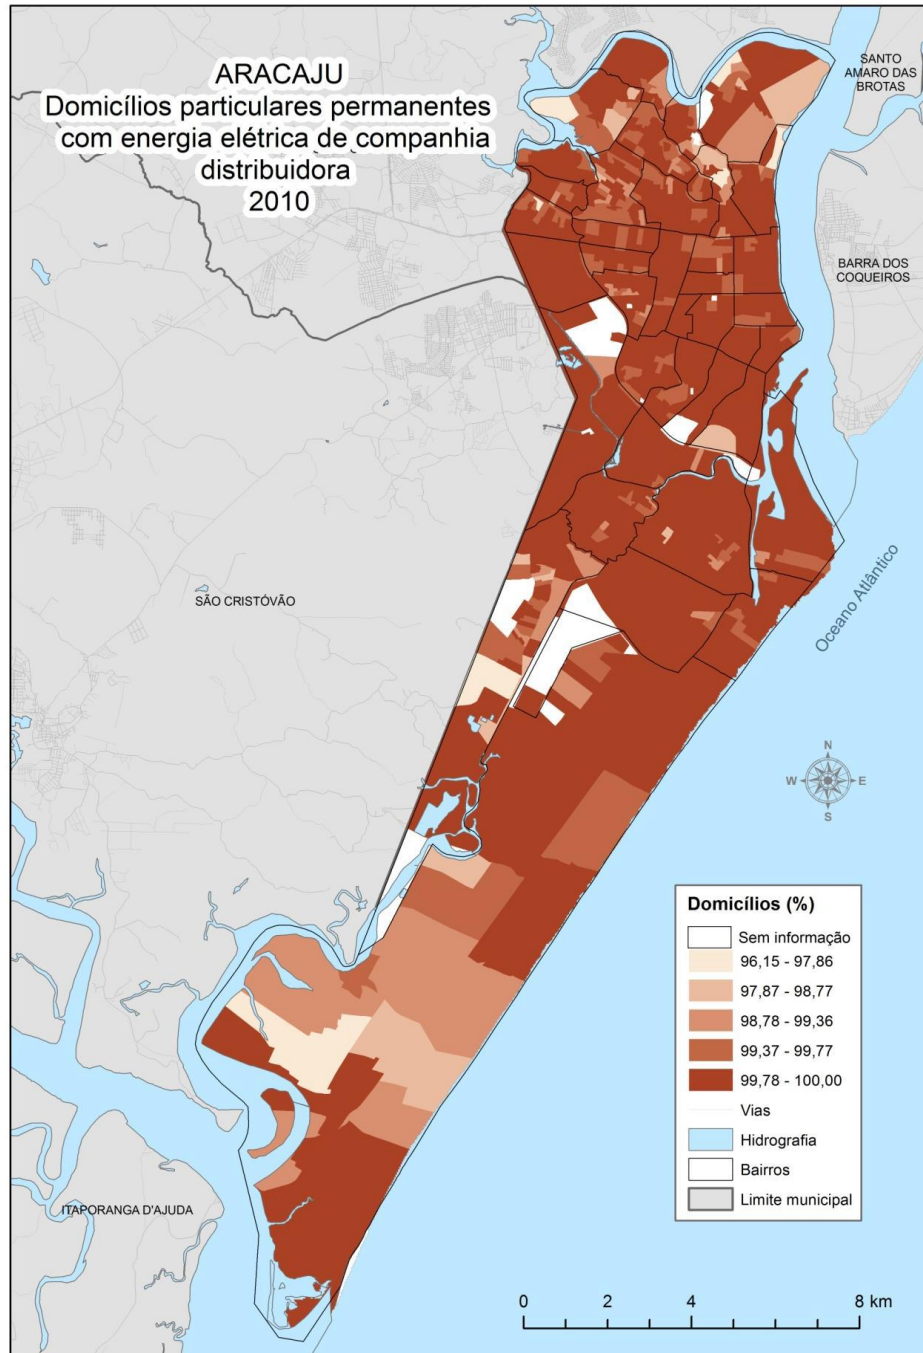 ARACAJU
Domicílios particulares permanentes
com energia elétrica de companhia
distribuidora
2010
SANTO
AMARO DAS
BROTAS
BARRA DOS
COQUEIROS
SÃO CRISTÓVÃO
Oceano Atlântico
N
W
E
S
ITAPORANGA D'AJUDA
Domicílios (%)
Sem informação
96,15 - 97,86
97,87 - 98,77
98,78 - 99,36
99,37 - 99,77
99,78 - 100,00
Vias
Hidrografia
Bairros
Limite municipal
0 2 4 8 km